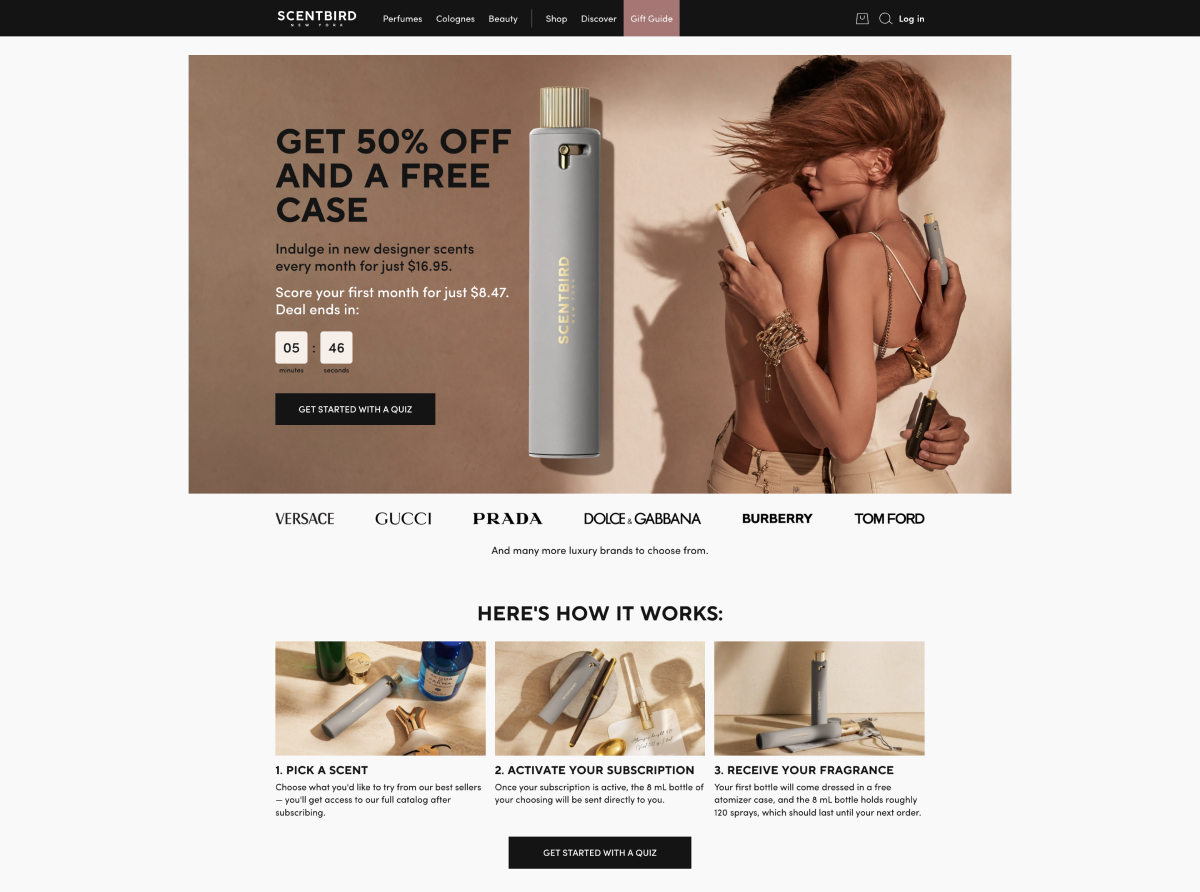 SCENTBIRD
NEW YORK
Perfumes
Colognes
Beauty
Shop
Discover
Gift Guide
Log in
GET 50% OFF
AND A FREE
CASE
Indulge in new designer scents
every month for just $16.95.
Score your first month for just $8.47.
Deal ends in:
05 : 46
minutes seconds
GET STARTED WITH A QUIZ
SCENTBIRD
NEW YORK
VERSACE
GUCCI
PRADA
DOLCE & GABBANA
BURBERRY
TOM FORD
And many more luxury brands to choose from.
HERE'S HOW IT WORKS:
1. PICK A SCENT
Choose what you'd like to try from our best sellers
— you'll get access to our full catalog after
subscribing.
2. ACTIVATE YOUR SUBSCRIPTION
Once your subscription is active, the 8 mL bottle of
your choosing will be sent directly to you.
3. RECEIVE YOUR FRAGRANCE
Your first bottle will come dressed in a free
atomizer case, and the 8 mL bottle holds roughly
120 sprays, which should last until your next order.
GET STARTED WITH A QUIZ